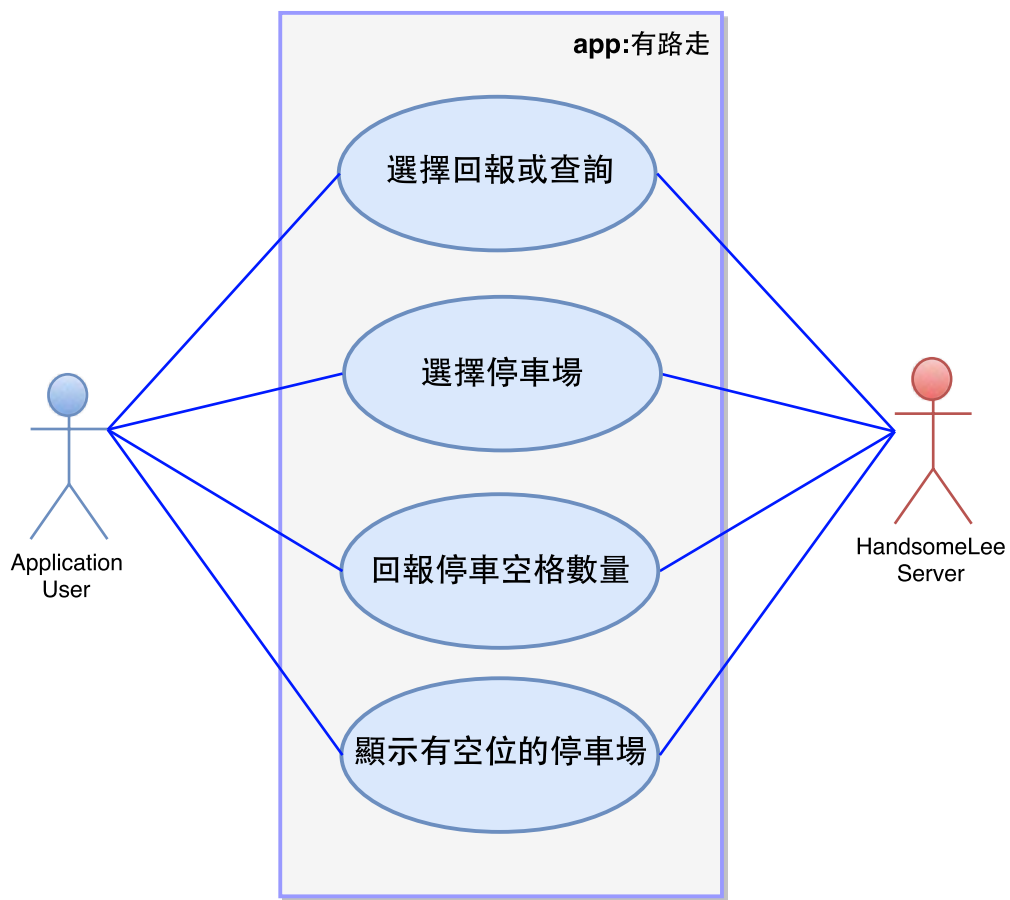 app:有路走
選擇回報或查詢
選擇停車場
回報停車空格數量
顯示有空位的停車場
Application
User
HandsomeLee
Server